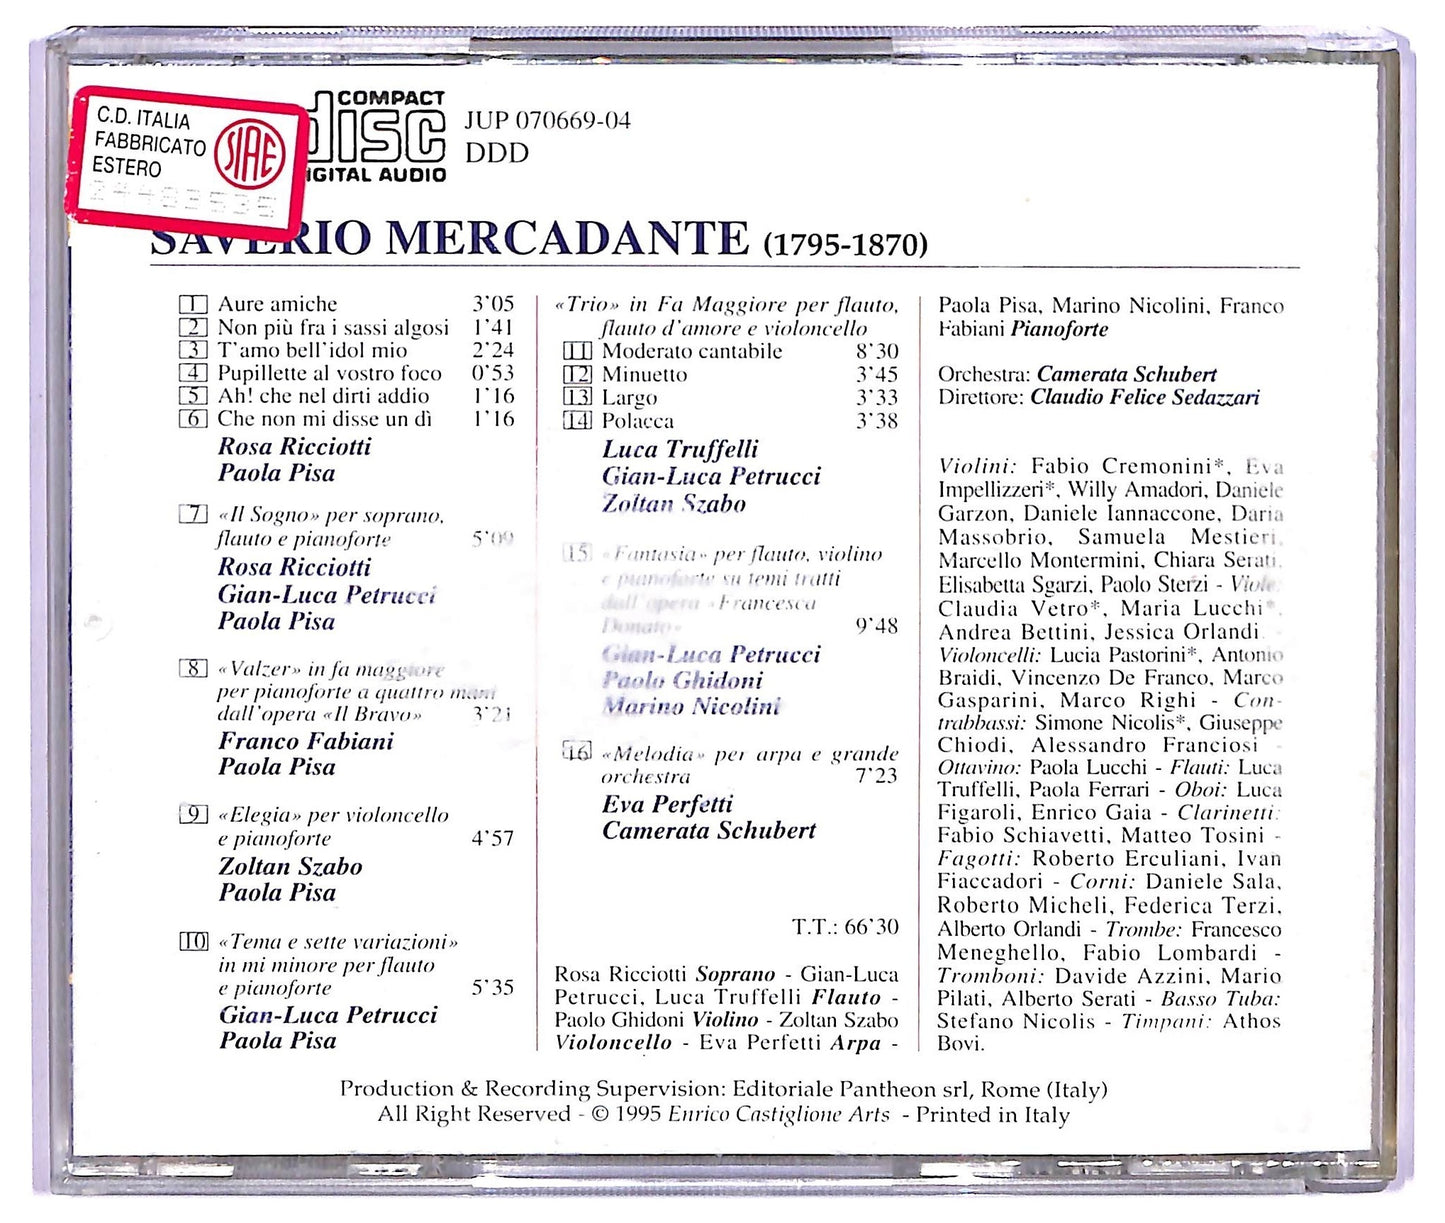 C.D. ITALIA
FABBRICATO
ESTERO
SIAE
COMPACT
disc
DIGITAL AUDIO
JUP 070669-04
DDD
SAVERIO MERCADANTE (1795-1870)
1 Aure amiche 3'05
2 Non più fra i sassi algosi 1'41
3 T'amo bell'idol mio 2'24
4 Pupillette al vostro foco 0'53
5 Ah! che nel dirti addio 1'16
6 Che non mi disse un dì 1'16
Rosa Ricciotti
Paola Pisa
7 «Il Sogno» per soprano,
flauto e pianoforte 5'09
Rosa Ricciotti
Gian-Luca Petrucci
Paola Pisa
8 «Valzer» in fa maggiore
per pianoforte a quattro mani
dall'opera «Il Bravo» 3'21
Franco Fabiani
Paola Pisa
9 «Elegia» per violoncello
e pianoforte 4'57
Zoltan Szabo
Paola Pisa
10 «Tema e sette variazioni»
in mi minore per flauto
e pianoforte 5'35
Gian-Luca Petrucci
Paola Pisa
«Trio» in Fa Maggiore per flauto,
flauto d'amore e violoncello
11 Moderato cantabile 8'30
12 Minuetto 3'45
13 Largo 3'33
14 Polacca 3'38
Luca Truffelli
Gian-Luca Petrucci
Zoltan Szabo
15 «Fantasia» per flauto, violino
e pianoforte su temi tratti
dall'opera «Francesca
Donato» 9'48
Gian-Luca Petrucci
Paolo Ghidoni
Marino Nicolini
16 «Melodia» per arpa e grande
orchestra 7'23
Eva Perfetti
Camerata Schubert
T.T.: 66'30
Rosa Ricciotti Soprano - Gian-Luca
Petrucci, Luca Truffelli Flauto -
Paolo Ghidoni Violino - Zoltan Szabo
Violoncello - Eva Perfetti Arpa -
Paola Pisa, Marino Nicolini, Franco
Fabiani Pianoforte
Orchestra: Camerata Schubert
Direttore: Claudio Felice Sedazzari
Violini: Fabio Cremonini*, Eva
Impellizzeri*, Willy Amadori, Daniele
Garzon, Daniele Iannaccone, Daria
Massobrio, Samuela Mestieri,
Marcello Montermini, Chiara Serati,
Elisabetta Sgarzi, Paolo Sterzi - Viole:
Claudia Vetro*, Maria Lucchi*,
Andrea Bettini, Jessica Orlandi -
Violoncelli: Lucia Pastorini*, Antonio
Braidi, Vincenzo De Franco, Marco
Gasparini, Marco Righi - Con-
trabbassi: Simone Nicolis*, Giuseppe
Chiodi, Alessandro Franciosi -
Ottavino: Paola Lucchi - Flauti: Luca
Truffelli, Paola Ferrari - Oboi: Luca
Figaroli, Enrico Gaia - Clarinetti:
Fabio Schiavetti, Matteo Tosini -
Fagotti: Roberto Erculiani, Ivan
Fiaccadori - Corni: Daniele Sala,
Roberto Micheli, Federica Terzi,
Alberto Orlandi - Trombe: Francesco
Meneghello, Fabio Lombardi -
Tromboni: Davide Azzini, Mario
Pilati, Alberto Serati - Basso Tuba:
Stefano Nicolis - Timpani: Athos
Bovi.
Production & Recording Supervision: Editoriale Pantheon srl, Rome (Italy)
All Right Reserved - © 1995 Enrico Castiglione Arts - Printed in Italy